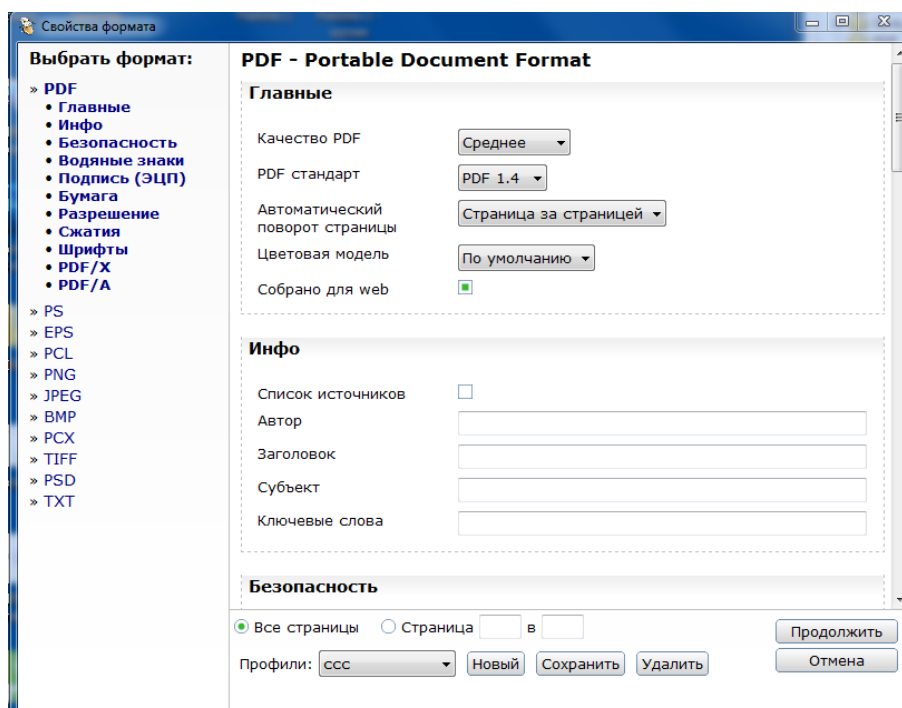 Свойства формата
Выбрать формат:
» PDF
• Главные
• Инфо
• Безопасность
• Водяные знаки
• Подпись (ЭЦП)
• Бумага
• Разрешение
• Сжатия
• Шрифты
• PDF/X
• PDF/A
» PS
» EPS
» PCL
» PNG
» JPEG
» BMP
» PCX
» TIFF
» PSD
» TXT
PDF - Portable Document Format
Главные
Качество PDF Среднее
PDF стандарт PDF 1.4
Автоматический
поворот страницы Страница за страницей
Цветовая модель По умолчанию
Собрано для web
Инфо
Список источников
Автор
Заголовок
Субъект
Ключевые слова
Безопасность
Все страницы Страница в
Продолжить
Профили: ccc Новый Сохранить Удалить
Отмена